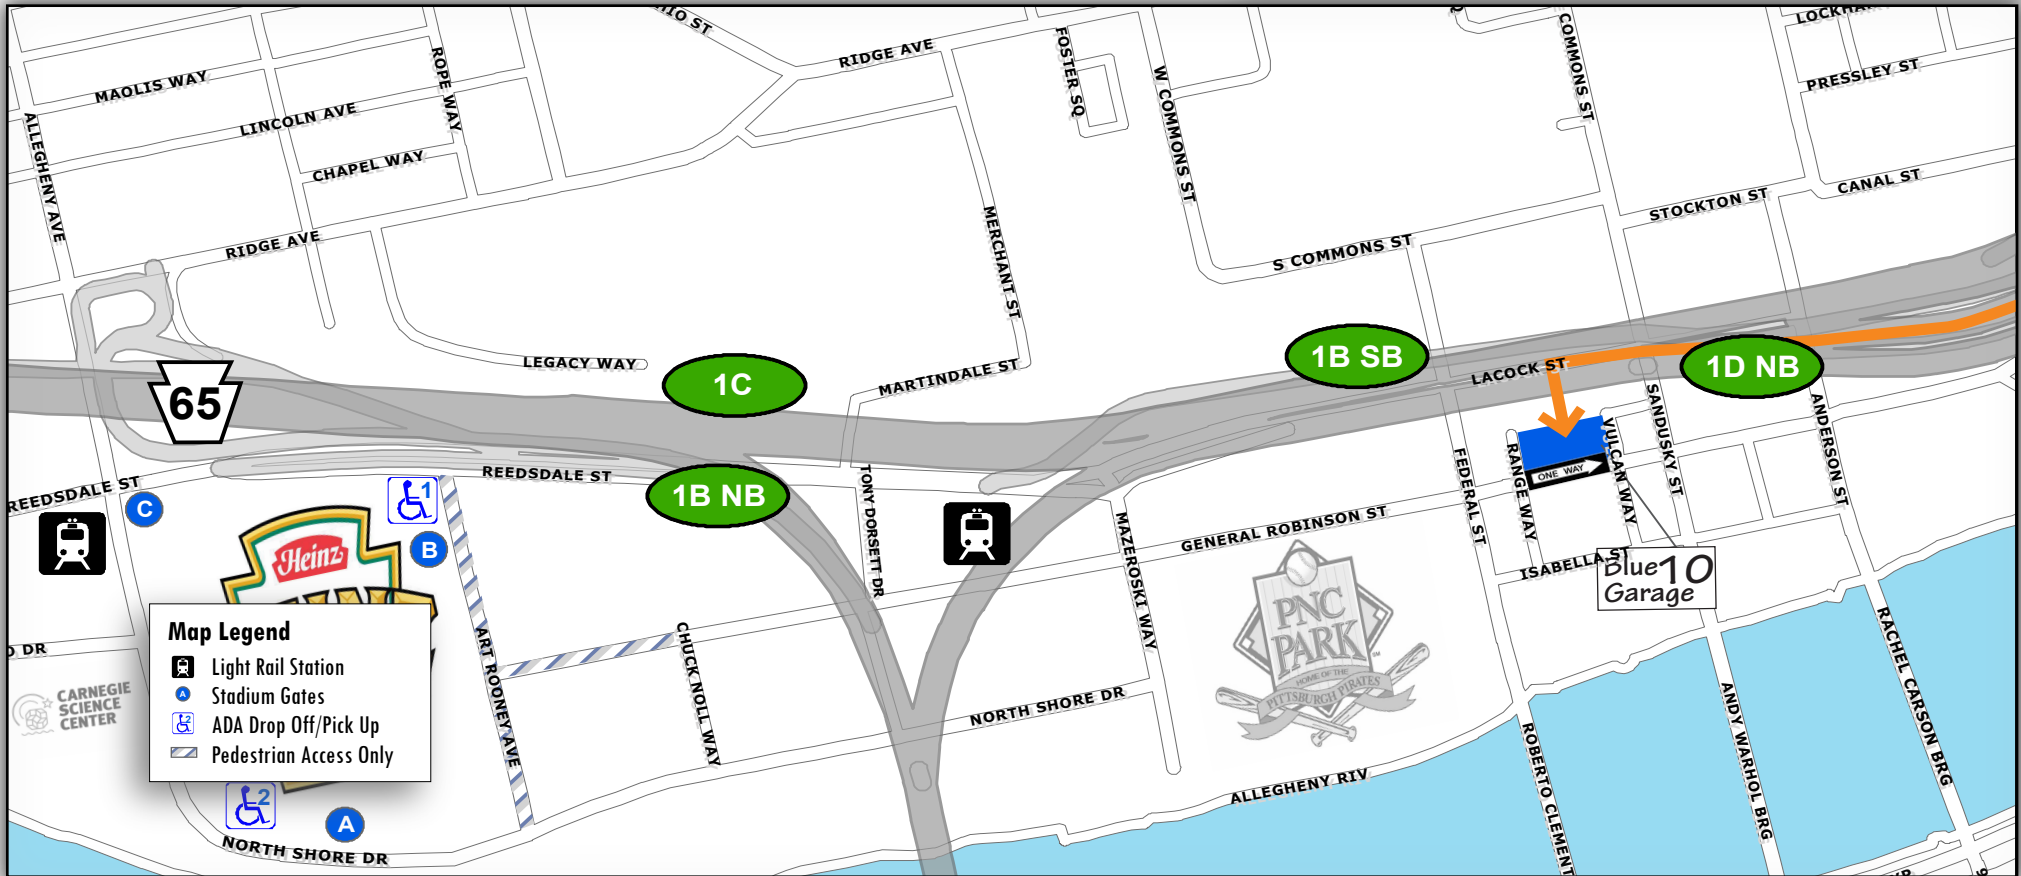 OHIO ST
RIDGE AVE
FOSTER SQ
W COMMONS ST
COMMONS ST
PRESSLEY ST
MAOLIS WAY
ROPE WAY
LINCOLN AVE
ALLEGHENY AVE
CHAPEL WAY
RIDGE AVE
MERCHANT ST
S COMMONS ST
STOCKTON ST
CANAL ST
LEGACY WAY
MARTINDALE ST
65
1C
1B SB
LACOCK ST
1D NB
REEDSDALE ST
C
1
B
REEDSDALE ST
1B NB
TONY DORSETT DR
MAZEROSKI WAY
GENERAL ROBINSON ST
FEDERAL ST
RANGE WAY
ONE WAY
VULCAN WAY
SANDUSKY ST
ANDERSON ST
ISABELLA ST
Blue 10
Garage
Heinz
PNC
PARK
SM
HOME OF THE
PITTSBURGH PIRATES
Map Legend
Light Rail Station
A
Stadium Gates
2
ADA Drop Off/Pick Up
Pedestrian Access Only
CARNEGIE
SCIENCE
CENTER
DR
ART ROONEY AVE
CHUCK NOLL WAY
NORTH SHORE DR
2
A
NORTH SHORE DR
ALLEGHENY RIV
ROBERTO CLEMENT
ANDY WARHOL BRG
RACHEL CARSON BRG